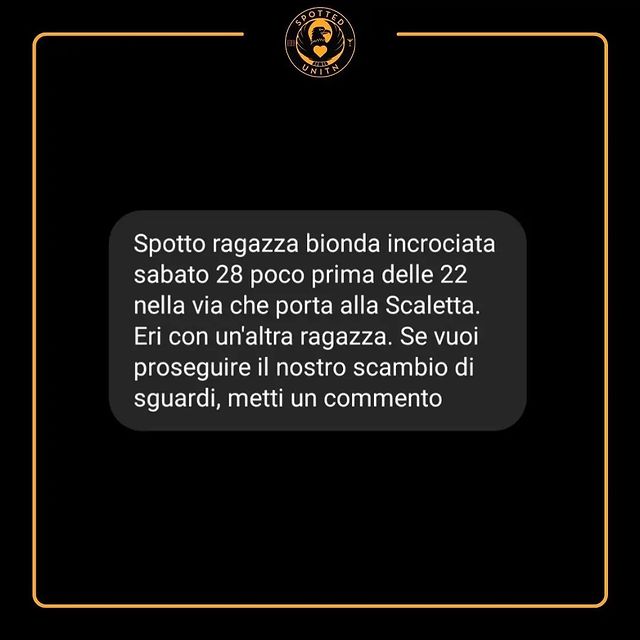 SPOTTED
UNITN
Spotto ragazza bionda incrociata
sabato 28 poco prima delle 22
nella via che porta alla Scaletta.
Eri con un'altra ragazza. Se vuoi
proseguire il nostro scambio di
sguardi, metti un commento